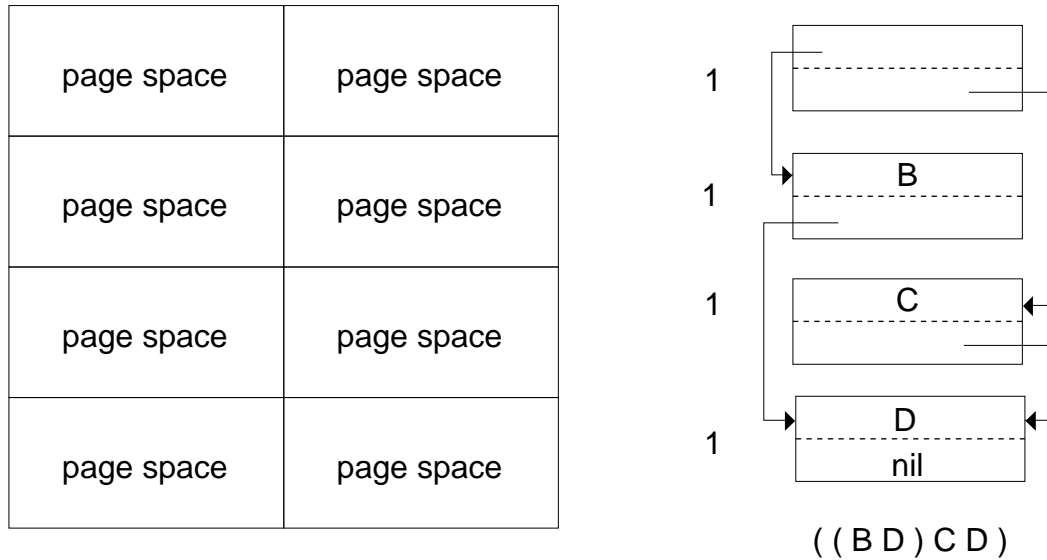 page space page space
page space page space
page space page space
page space page space
1
1 B
1 C
1 D
nil
( ( B D ) C D )